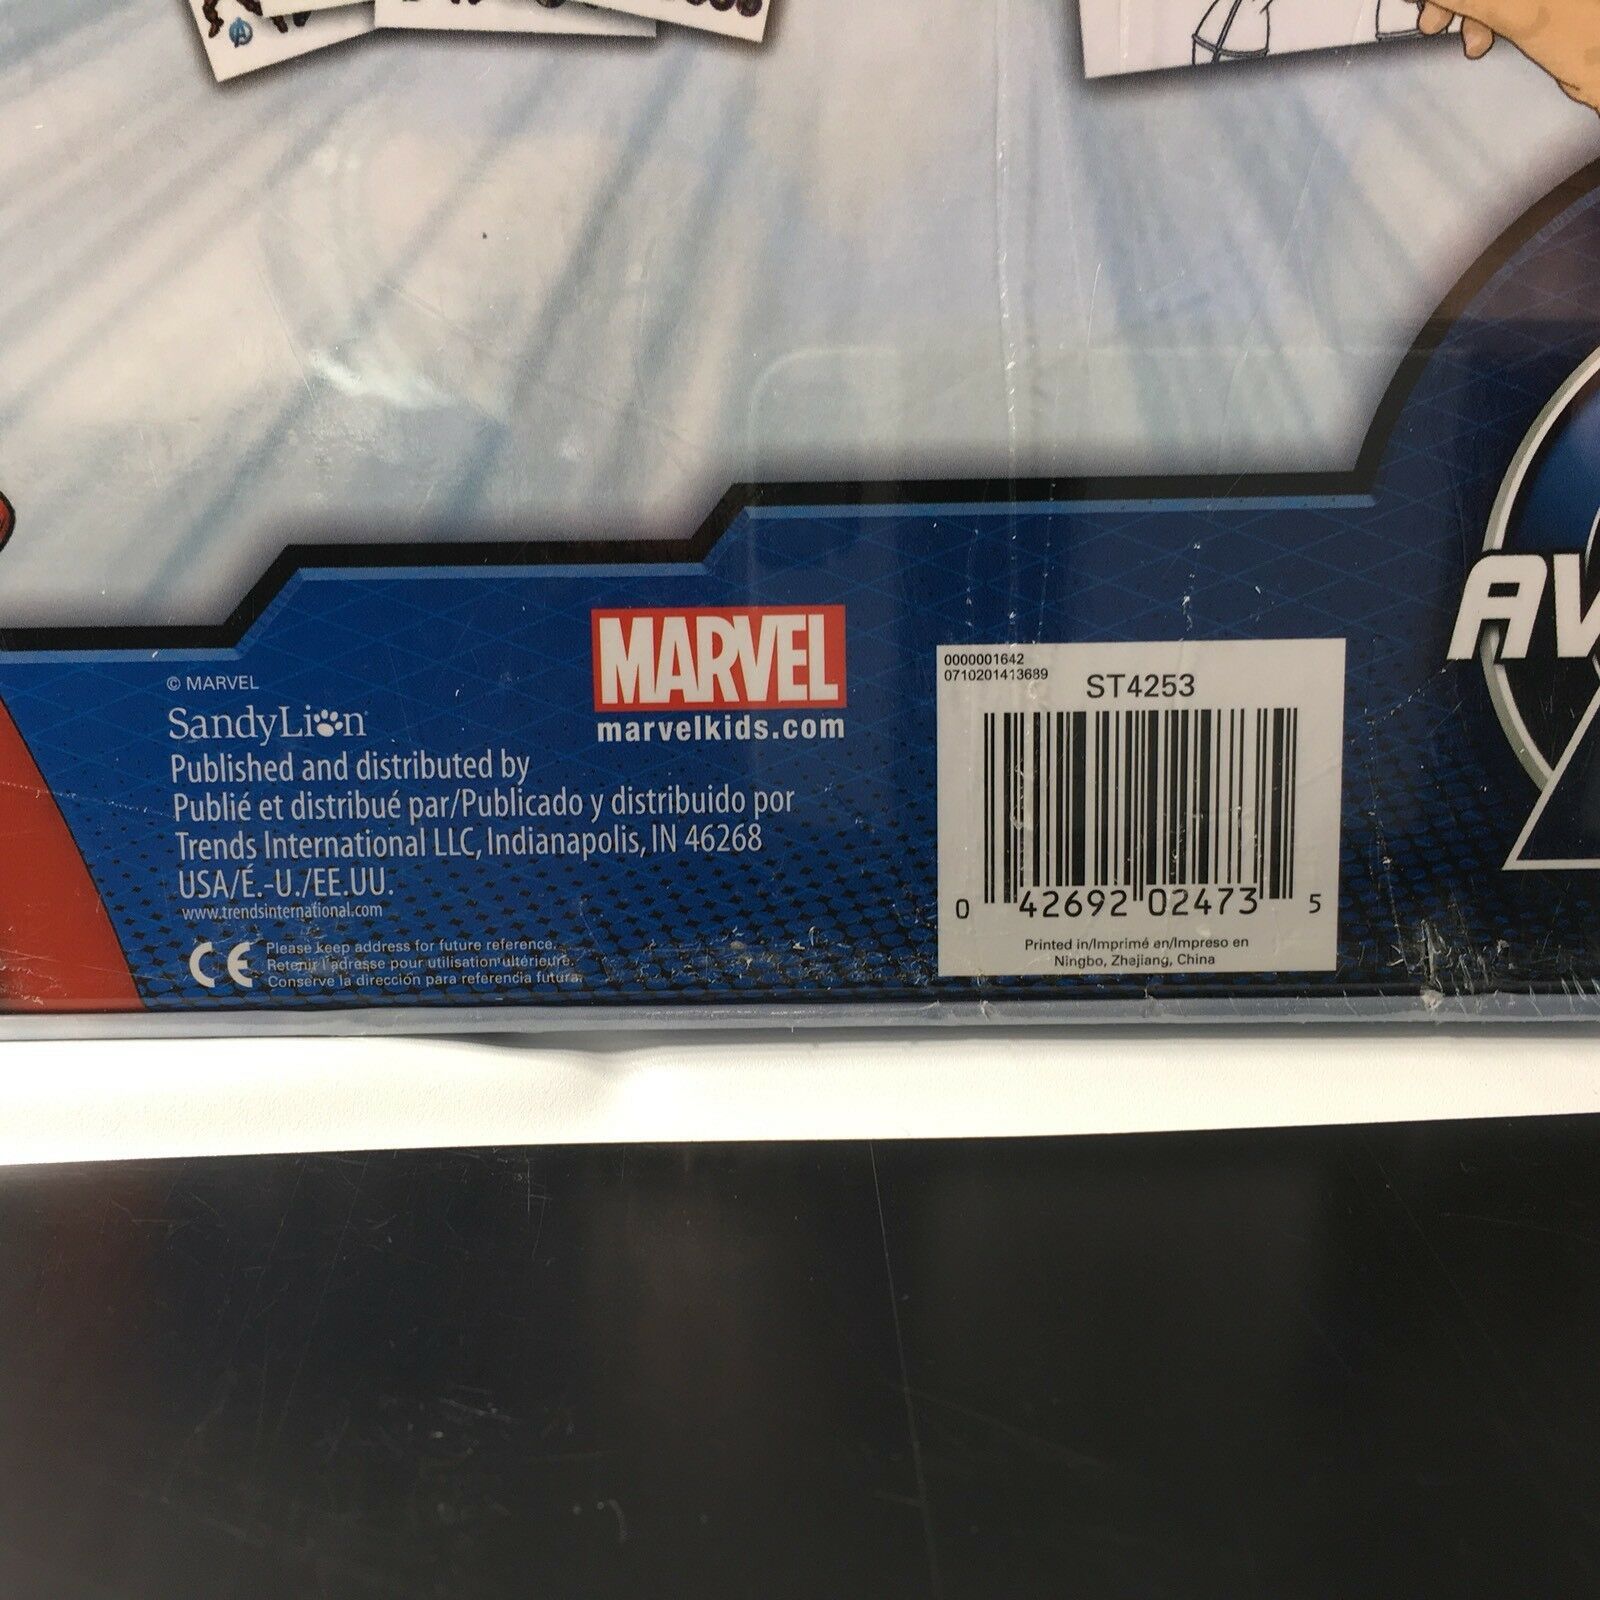 © MARVEL
SandyLion
Published and distributed by
Publié et distribué par/Publicado y distribuido por
Trends International LLC, Indianapolis, IN 46268
USA/É.-U./EE.UU.
www.trendsinternational.com
CE
Please keep address for future reference.
Retenir l'adresse pour utilisation ultérieure.
Conserve la dirección para referencia futura.
MARVEL
marvelkids.com
0000001642
0710201413689
ST4253
0 42692 02473 5
Printed in/Imprimé en/Impreso en
Ningbo, Zhajiang, China
AV